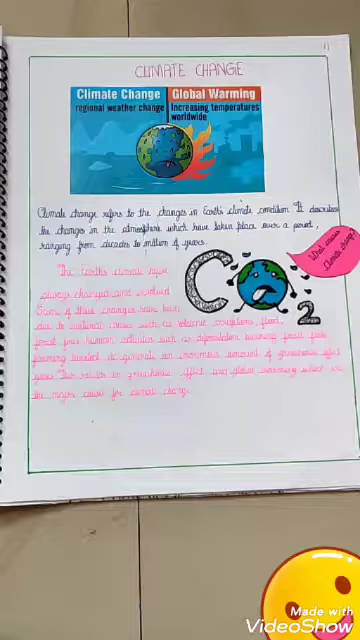 CLIMATE CHANGE
Climate Change Global Warming
regional weather change Increasing temperatures
worldwide
Climate change refers to the changes in Earth's climate condition It describes
the changes in the atmosphere which have taken place over a period,
ranging from decades to million of years.
What causes
Climate change?
The Earth's climate have
always changed and evolved
Some of these changes have been
due to natural causes such as volcanic eruptions, flood,
forest fires human activities such as deforestation burning fossil fuels
farming livestock it generate an enormous amount of greenhouse effect
gases This results in greenhouse effect and global warming which are
the major cause for climate change
CO2
Made with
VideoShow